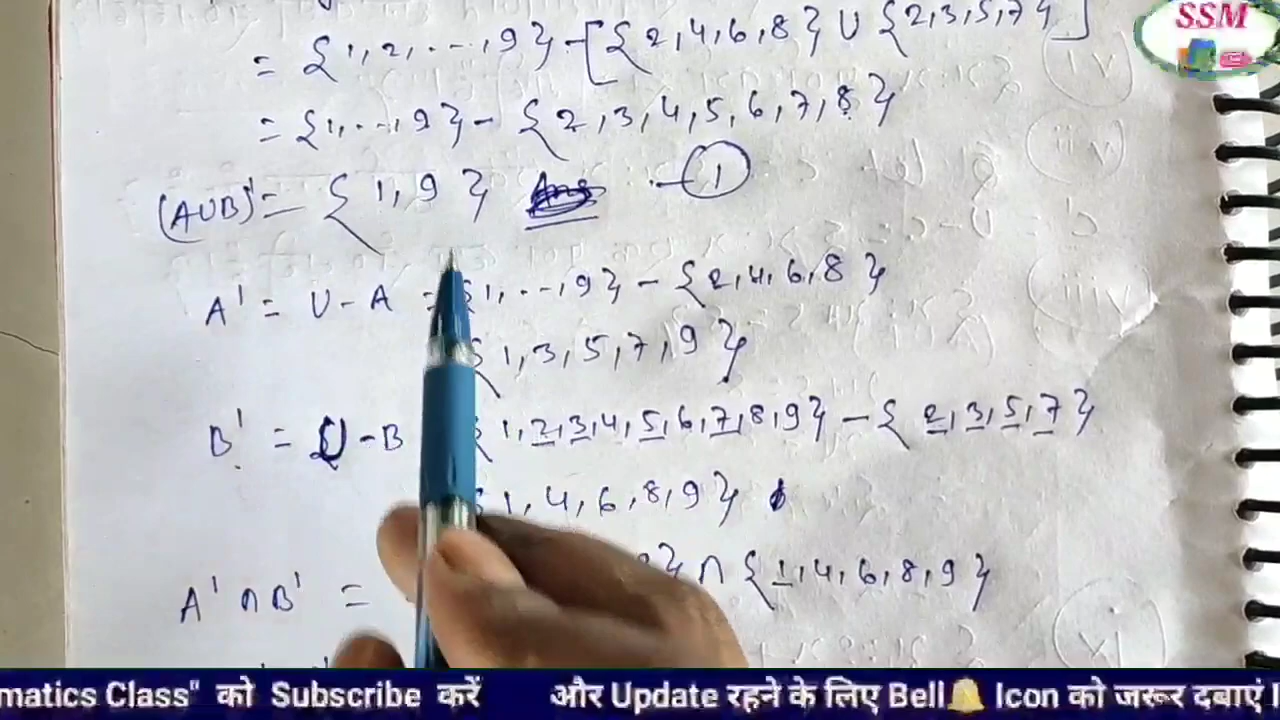 = {1,2,...,9} - [{2,4,6,8} ∪ {2,3,5,7}]
SSM
= {1,...,9} - {2,3,4,5,6,7,8}
(A∪B)' = {1,9} Ans — 1
A' = U - A = {1,...,9} - {2,4,6,8}
{1,3,5,7,9}
B' = U - B {1,2,3,4,5,6,7,8,9} - {2,3,5,7}
{1,4,6,8,9}
A' ∩ B' = } ∩ {1,4,6,8,9}
matics Class" को Subscribe करें और Update रहने के लिए Bell🔔 Icon को जरूर दबाएं